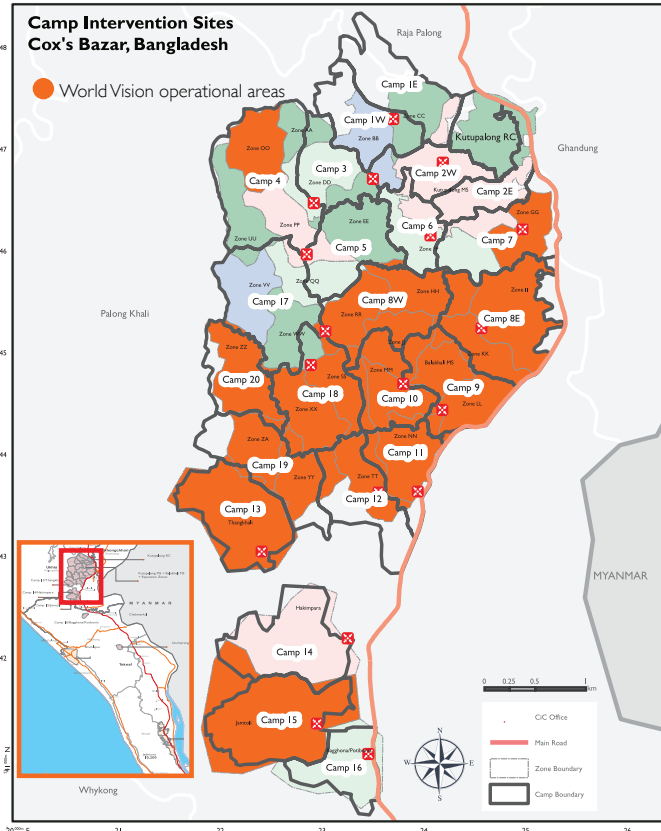 Camp Intervention Sites
Cox's Bazar, Bangladesh
World Vision operational areas
Raja Palong
Camp 1E
Camp 1W
Zone CC
Zone AA
Zone BB
Kutupalong RC
Zone OO
Ghandung
Camp 3
Camp 2W
Camp 4
Zone DD
Kutupalong MS
Camp 2E
Zone GG
Zone PP
Zone EE
Camp 6
Camp 7
Zone UU
Camp 5
Zone VV
Zone QQ
Zone HH
Zone II
Camp 17
Camp 8W
Palong Khali
Zone RR
Camp 8E
Zone WW
Zone ZZ
Balukhali MS
Zone KK
Camp 20
Zone SS
Zone MM
Camp 9
Camp 18
Camp 10
Zone XX
Zone LL
Zone ZA
Zone NN
Camp 11
Camp 19
Zone YY
Zone TT
Camp 12
Camp 13
Thangkhali
MYANMAR
MYANMAR
Teknaf
Hakimpara
Camp 14
Camp 15
Jamtoli
Camp 16
Whykong
0 0.25 0.5 1
km
CiC Office
Main Road
Zone Boundary
Camp Boundary
N
W E
S
48
47
46
45
44
43
42
21 22 23 24 25 26